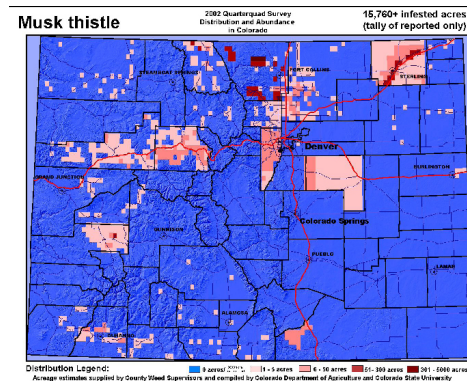 Musk thistle
2002 Quarterquad Survey
Distribution and Abundance
in Colorado
15,760+ infested acres
(tally of reported only)
STEAMBOAT SPRINGS
FORT COLLINS
STERLING
Denver
BURLINGTON
GRAND JUNCTION
Colorado Springs
GUNNISON
PUEBLO
LAMAR
ALAMOSA
DURANGO
Distribution Legend:
0 acres/
1 - 5 acres
6 - 50 acres
51- 300 acres
301 - 5000 acres
Acreage estimates supplied by County Weed Supervisors and compiled by Colorado Department of Agriculture and Colorado State University